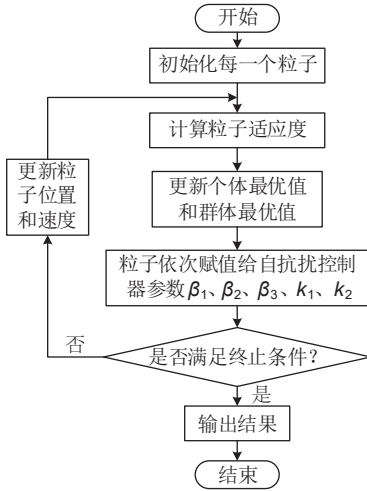 开始
初始化每一个粒子
计算粒子适应度
更新粒
子位置
和速度
更新个体最优值
和群体最优值
粒子依次赋值给自抗扰控制
器参数β₁、β₂、β₃、k₁、k₂
否
是否满足终止条件?
是
输出结果
结束